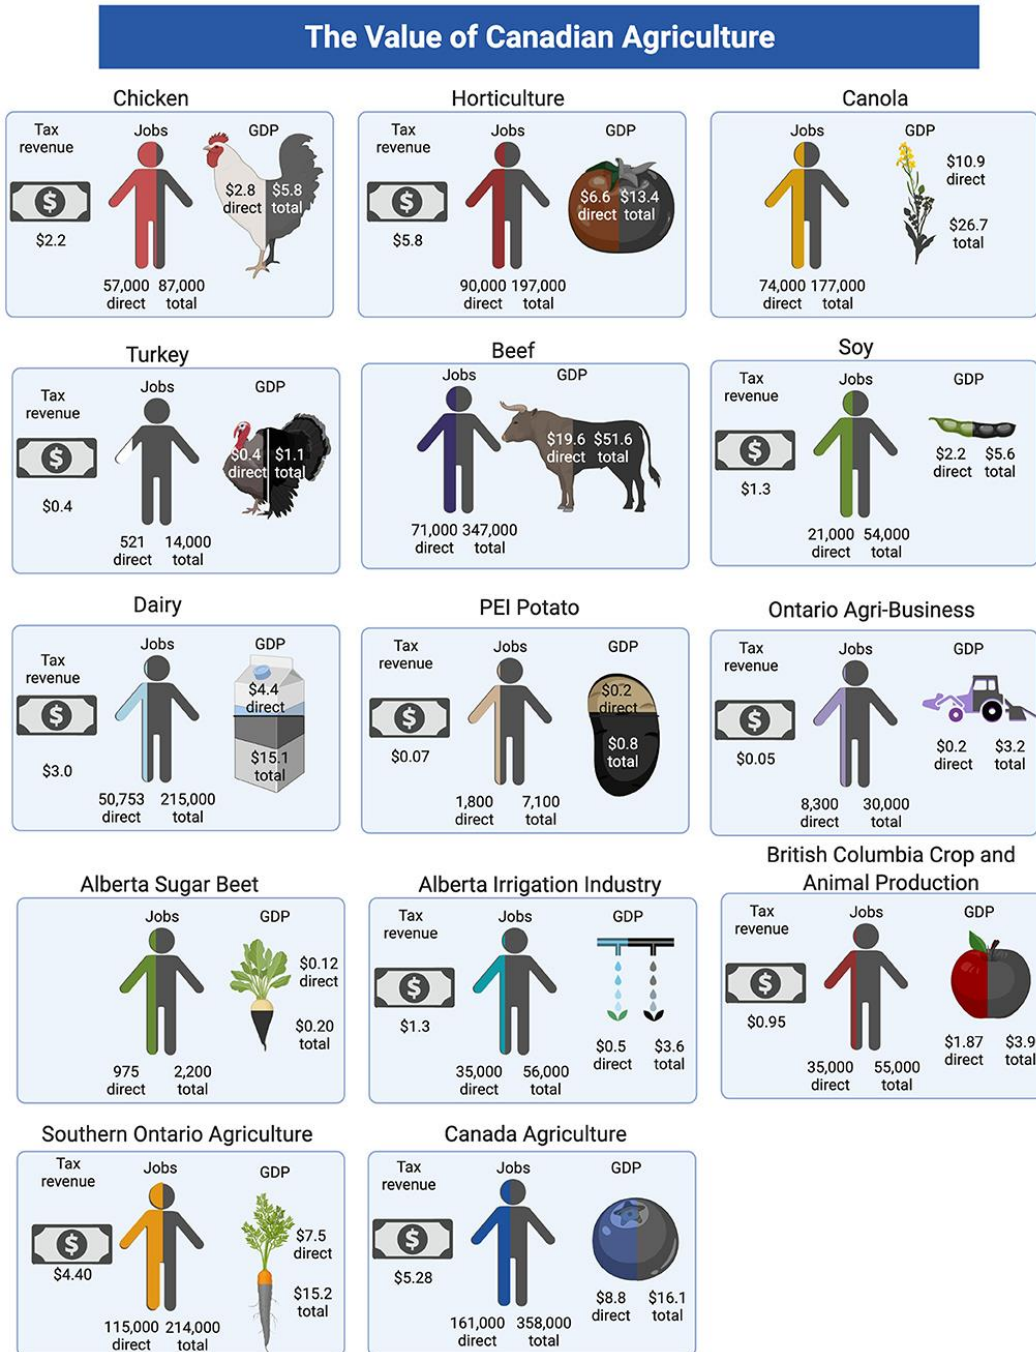 The Value of Canadian Agriculture
Chicken
Tax
revenue
Jobs
GDP
$
$2.2
$2.8
direct
$5.8
total
57,000
direct
87,000
total
Horticulture
Tax
revenue
Jobs
GDP
$
$5.8
$6.6
direct
$13.4
total
90,000
direct
197,000
total
Canola
Jobs
GDP
$10.9
direct
$26.7
total
74,000
direct
177,000
total
Turkey
Tax
revenue
Jobs
GDP
$
$0.4
$0.4
direct
$1.1
total
521
direct
14,000
total
Beef
Jobs
GDP
$19.6
direct
$51.6
total
71,000
direct
347,000
total
Soy
Tax
revenue
Jobs
GDP
$
$1.3
$2.2
direct
$5.6
total
21,000
direct
54,000
total
Dairy
Tax
revenue
Jobs
GDP
$
$3.0
$4.4
direct
$15.1
total
50,753
direct
215,000
total
PEI Potato
Tax
revenue
Jobs
GDP
$
$0.07
$0.2
direct
$0.8
total
1,800
direct
7,100
total
Ontario Agri-Business
Tax
revenue
Jobs
GDP
$
$0.05
$0.2
direct
$3.2
total
8,300
direct
30,000
total
Alberta Sugar Beet
Jobs
GDP
$0.12
direct
$0.20
total
975
direct
2,200
total
Alberta Irrigation Industry
Tax
revenue
Jobs
GDP
$
$1.3
$0.5
direct
$3.6
total
35,000
direct
56,000
total
British Columbia Crop and
Animal Production
Tax
revenue
Jobs
GDP
$
$0.95
$1.87
direct
$3.9
total
35,000
direct
55,000
total
Southern Ontario Agriculture
Tax
revenue
Jobs
GDP
$
$4.40
$7.5
direct
$15.2
total
115,000
direct
214,000
total
Canada Agriculture
Tax
revenue
Jobs
GDP
$
$5.28
$8.8
direct
$16.1
total
161,000
direct
358,000
total